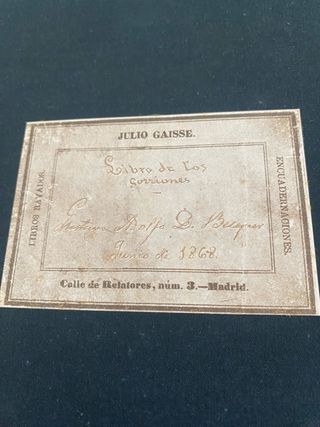 JULIO GAISSE.
LIBROS RAYADOS.
Libro de los
gorriones
Gustavo Adolfo D. Becquer
Junio de 1868.
ENCUADERNACIONES.
Calle de Relatores, núm. 3.—Madrid.